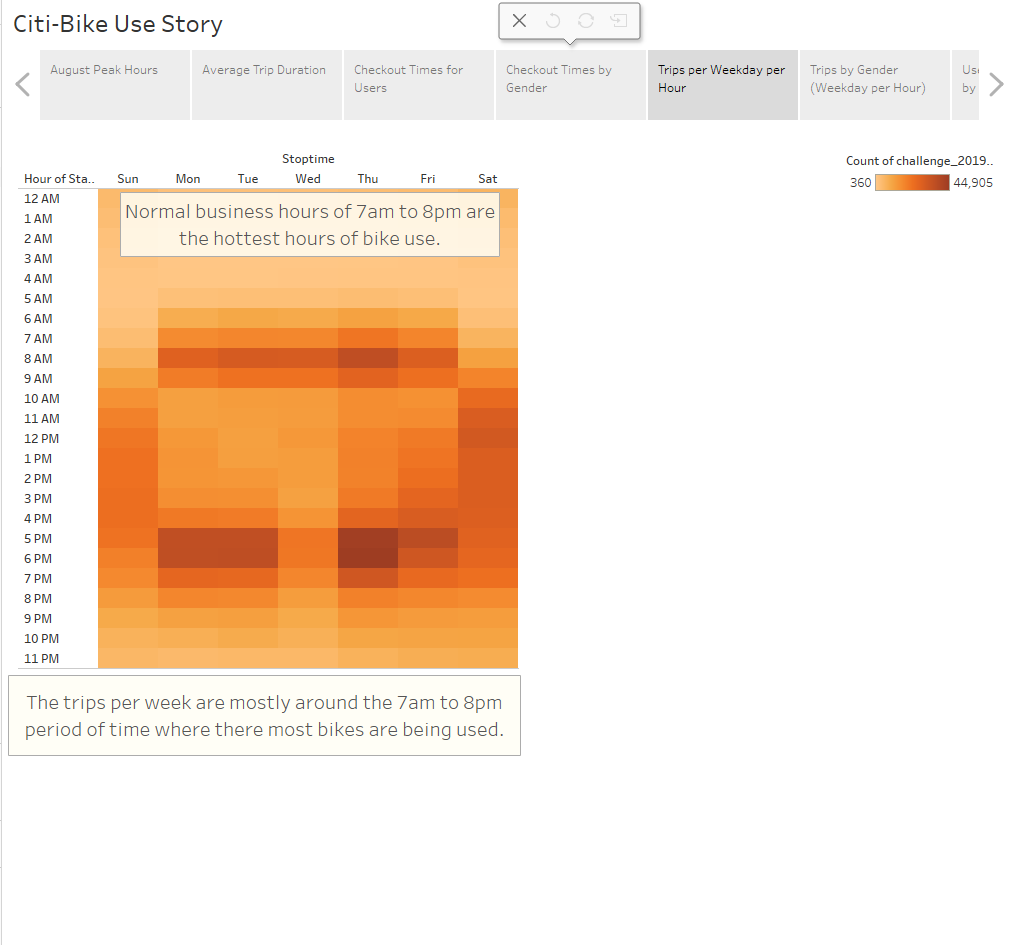 Citi-Bike Use Story
August Peak Hours
Average Trip Duration
Checkout Times for
Users
Checkout Times by
Gender
Trips per Weekday per
Hour
Trips by Gender
(Weekday per Hour)
by
Stoptime
Hour of Sta..
Sun
Mon
Tue
Wed
Thu
Fri
Sat
Count of challenge_2019..
360
44,905
12 AM
1 AM
2 AM
3 AM
4 AM
5 AM
6 AM
7 AM
8 AM
9 AM
10 AM
11 AM
12 PM
1 PM
2 PM
3 PM
4 PM
5 PM
6 PM
7 PM
8 PM
9 PM
10 PM
11 PM
Normal business hours of 7am to 8pm are
the hottest hours of bike use.
The trips per week are mostly around the 7am to 8pm
period of time where there most bikes are being used.